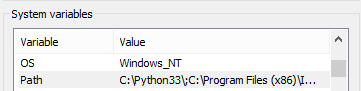 System variables
Variable Value
OS Windows_NT
Path C:\Python33\;C:\Program Files (x86)\I...